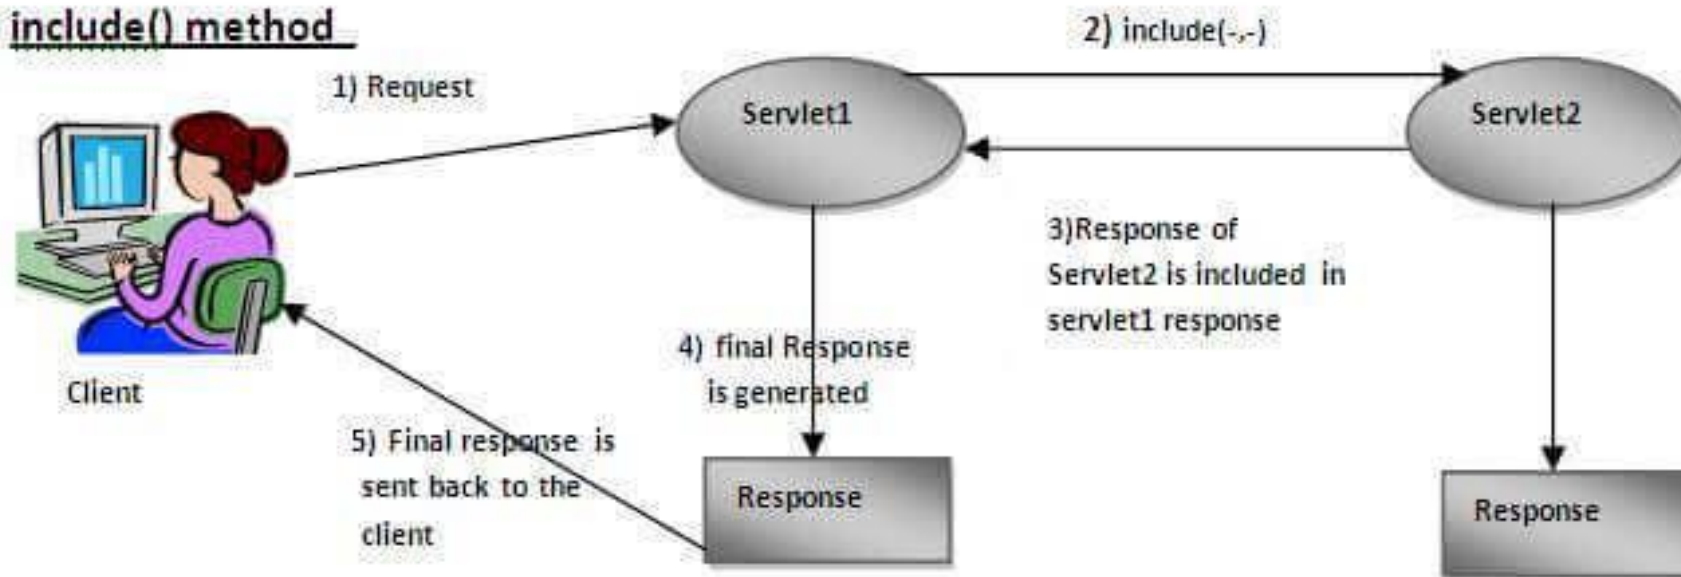 include() method
2) include(-,-)
1) Request
Servlet1
Servlet2
3)Response of
Servlet2 is included in
servlet1 response
4) final Response
is generated
Client
5) Final response is
sent back to the
client
Response
Response